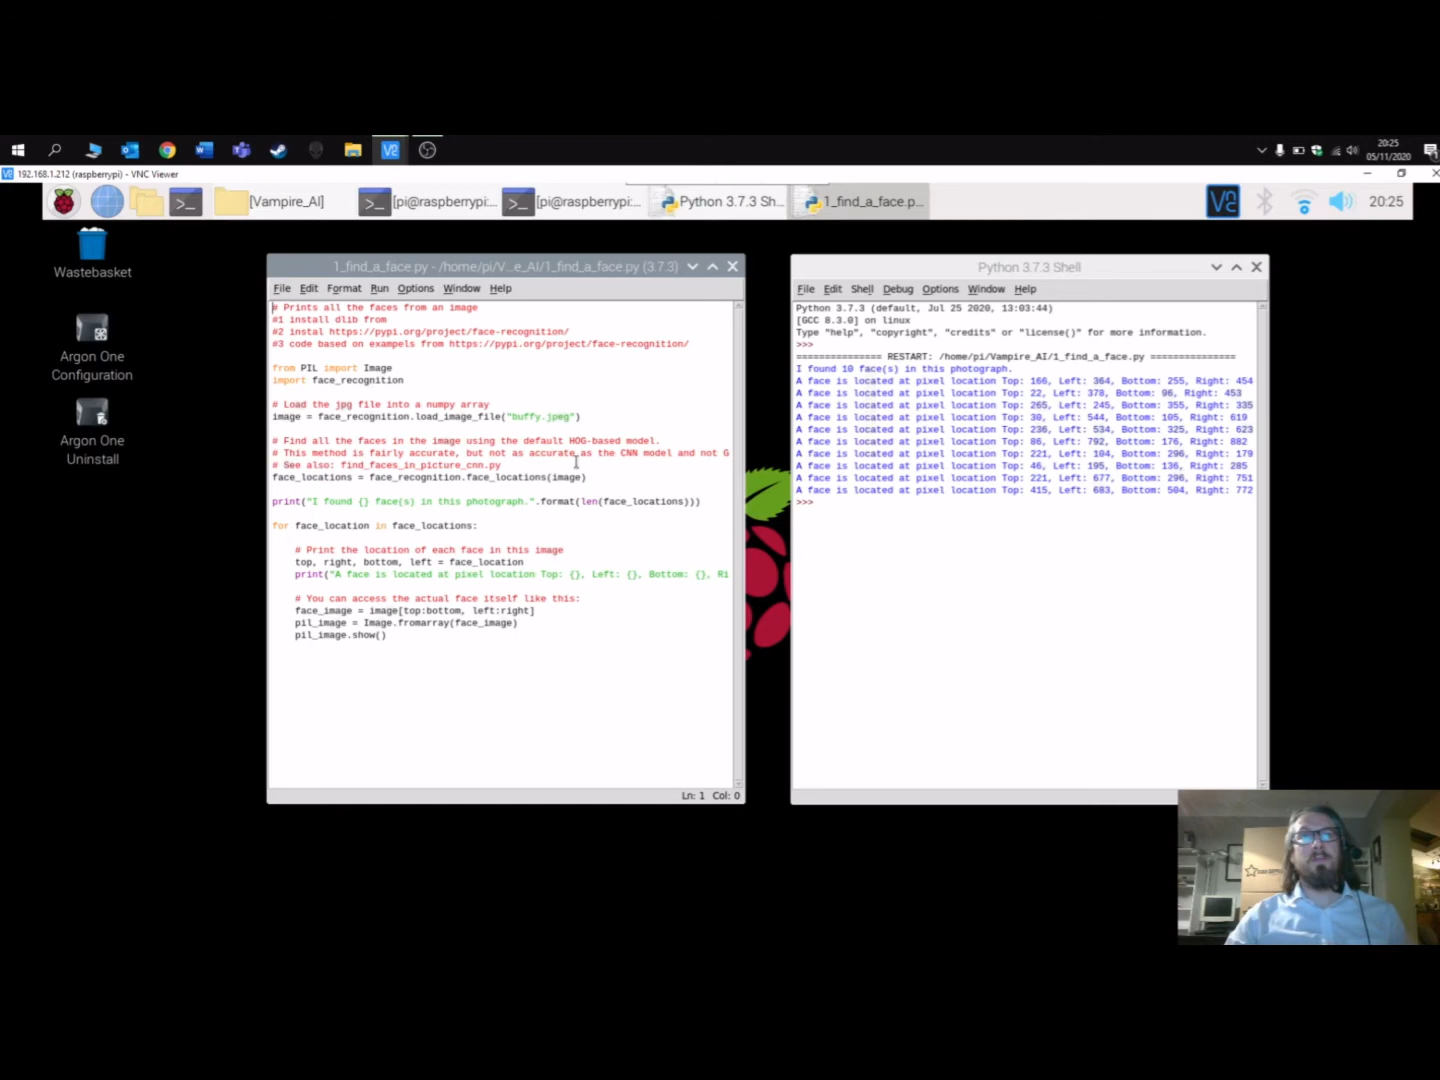 20:25
05/11/2020
192.168.1.212 (raspberrypi) - VNC Viewer
[Vampire_AI]
[pi@raspberrypi:...
[pi@raspberrypi:...
Python 3.7.3 Sh...
1_find_a_face.p...
20:25
Wastebasket
Argon One
Configuration
Argon One
Uninstall
1_find_a_face.py - /home/pi/V...e_AI/1_find_a_face.py (3.7.3)
File Edit Format Run Options Window Help
# Prints all the faces from an image
#1 install dlib from
#2 instal https://pypi.org/project/face-recognition/
#3 code based on exampels from https://pypi.org/project/face-recognition/
from PIL import Image
import face_recognition
# Load the jpg file into a numpy array
image = face_recognition.load_image_file("buffy.jpeg")
# Find all the faces in the image using the default HOG-based model.
# This method is fairly accurate, but not as accurate as the CNN model and not G
# See also: find_faces_in_picture_cnn.py
face_locations = face_recognition.face_locations(image)
print("I found {} face(s) in this photograph.".format(len(face_locations)))
for face_location in face_locations:
# Print the location of each face in this image
top, right, bottom, left = face_location
print("A face is located at pixel location Top: {}, Left: {}, Bottom: {}, Ri
# You can access the actual face itself like this:
face_image = image[top:bottom, left:right]
pil_image = Image.fromarray(face_image)
pil_image.show()
Ln: 1 Col: 0
Python 3.7.3 Shell
File Edit Shell Debug Options Window Help
Python 3.7.3 (default, Jul 25 2020, 13:03:44)
[GCC 8.3.0] on linux
Type "help", "copyright", "credits" or "license()" for more information.
>>>
=============== RESTART: /home/pi/Vampire_AI/1_find_a_face.py ===============
I found 10 face(s) in this photograph.
A face is located at pixel location Top: 166, Left: 364, Bottom: 255, Right: 454
A face is located at pixel location Top: 22, Left: 378, Bottom: 96, Right: 453
A face is located at pixel location Top: 265, Left: 245, Bottom: 355, Right: 335
A face is located at pixel location Top: 30, Left: 544, Bottom: 105, Right: 619
A face is located at pixel location Top: 236, Left: 534, Bottom: 325, Right: 623
A face is located at pixel location Top: 86, Left: 792, Bottom: 176, Right: 882
A face is located at pixel location Top: 221, Left: 104, Bottom: 296, Right: 179
A face is located at pixel location Top: 46, Left: 195, Bottom: 136, Right: 285
A face is located at pixel location Top: 221, Left: 677, Bottom: 296, Right: 751
A face is located at pixel location Top: 415, Left: 683, Bottom: 504, Right: 772
>>>